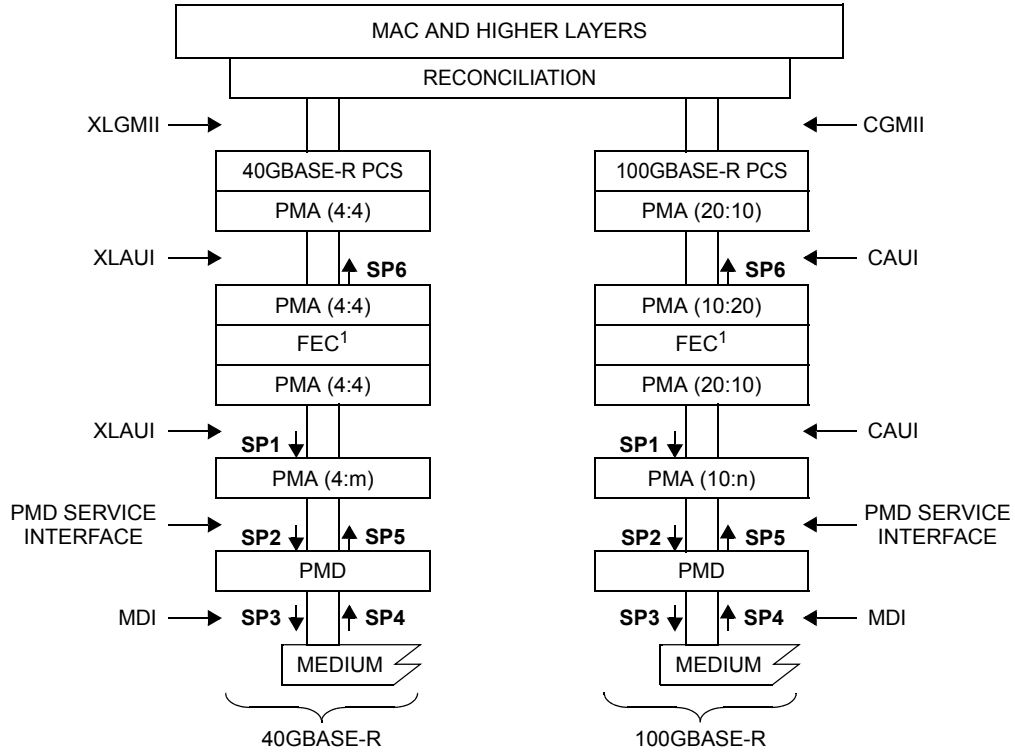 MAC AND HIGHER LAYERS
RECONCILIATION
XLGMII
CGMII
40GBASE-R PCS
100GBASE-R PCS
PMA (4:4)
PMA (20:10)
XLAUI
SP6
SP6
CAUI
PMA (4:4)
PMA (10:20)
FEC1
FEC1
PMA (4:4)
PMA (20:10)
XLAUI
SP1
SP1
CAUI
PMA (4:m)
PMA (10:n)
PMD SERVICE
INTERFACE
SP2
SP5
SP2
SP5
PMD SERVICE
INTERFACE
PMD
PMD
MDI
SP3
SP4
SP3
SP4
MDI
MEDIUM
MEDIUM
40GBASE-R
100GBASE-R